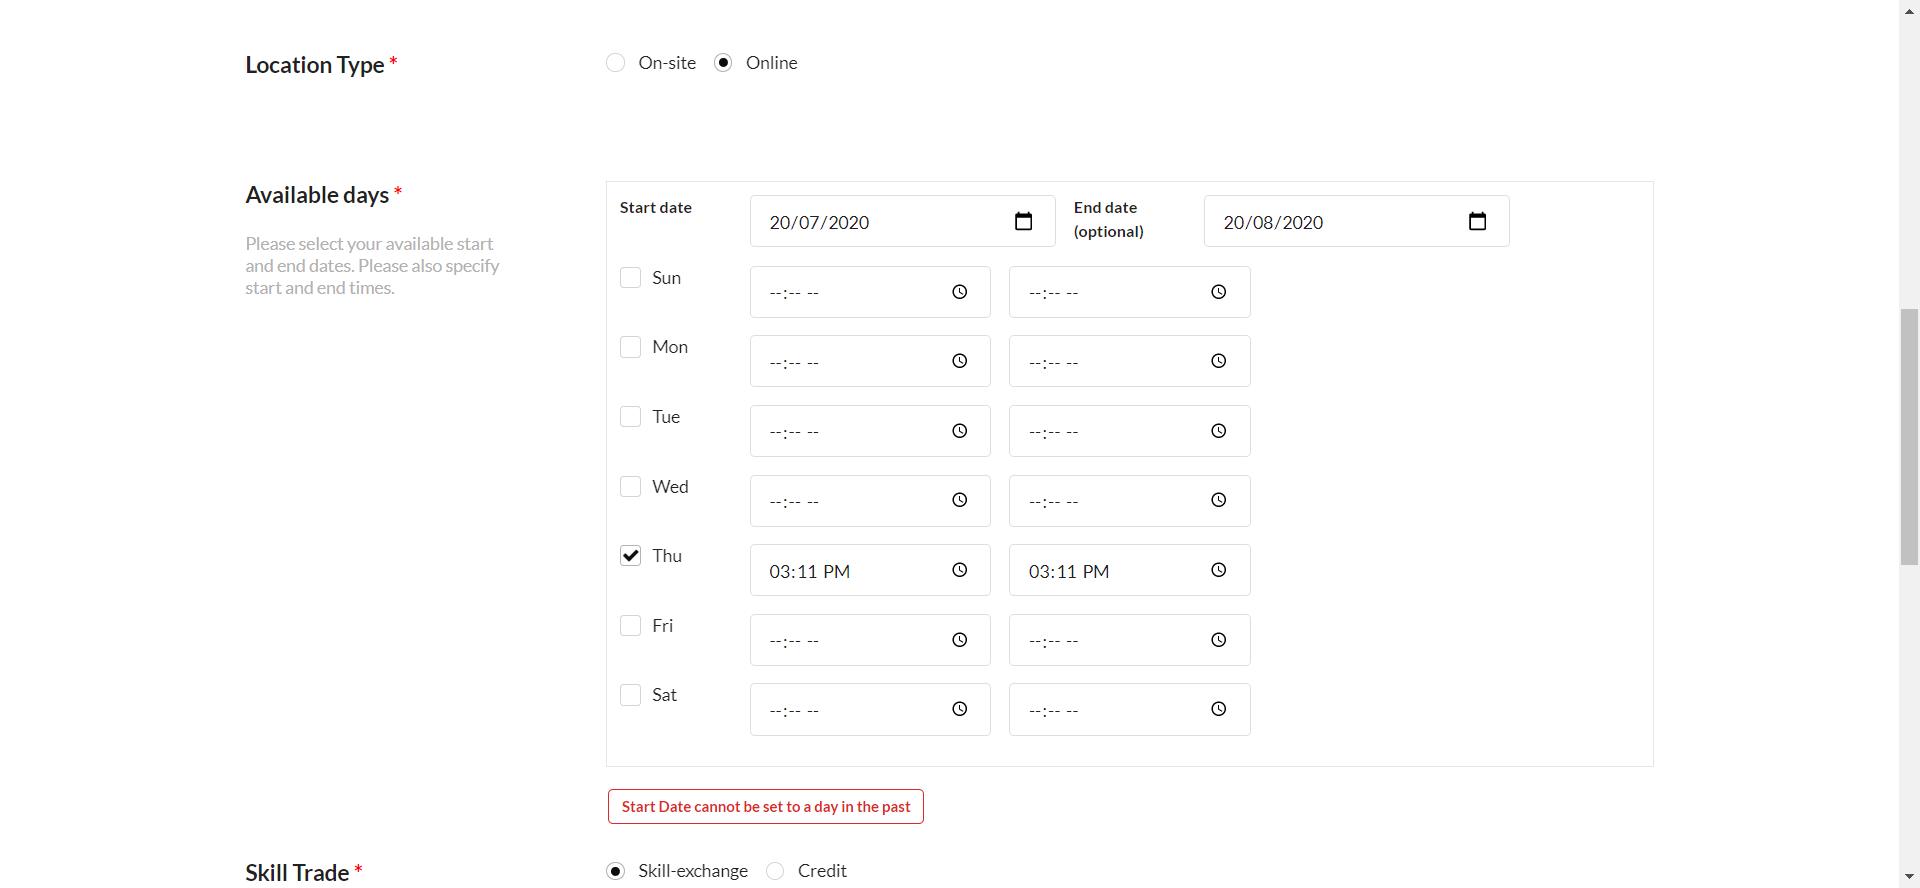 Location Type *
On-site Online
Available days *
Please select your available start
and end dates. Please also specify
start and end times.
Start date 20/07/2020 End date
(optional) 20/08/2020
Sun --:-- -- --:-- --
Mon --:-- -- --:-- --
Tue --:-- -- --:-- --
Wed --:-- -- --:-- --
Thu 03:11 PM 03:11 PM
Fri --:-- -- --:-- --
Sat --:-- -- --:-- --
Start Date cannot be set to a day in the past
Skill Trade *
Skill-exchange Credit